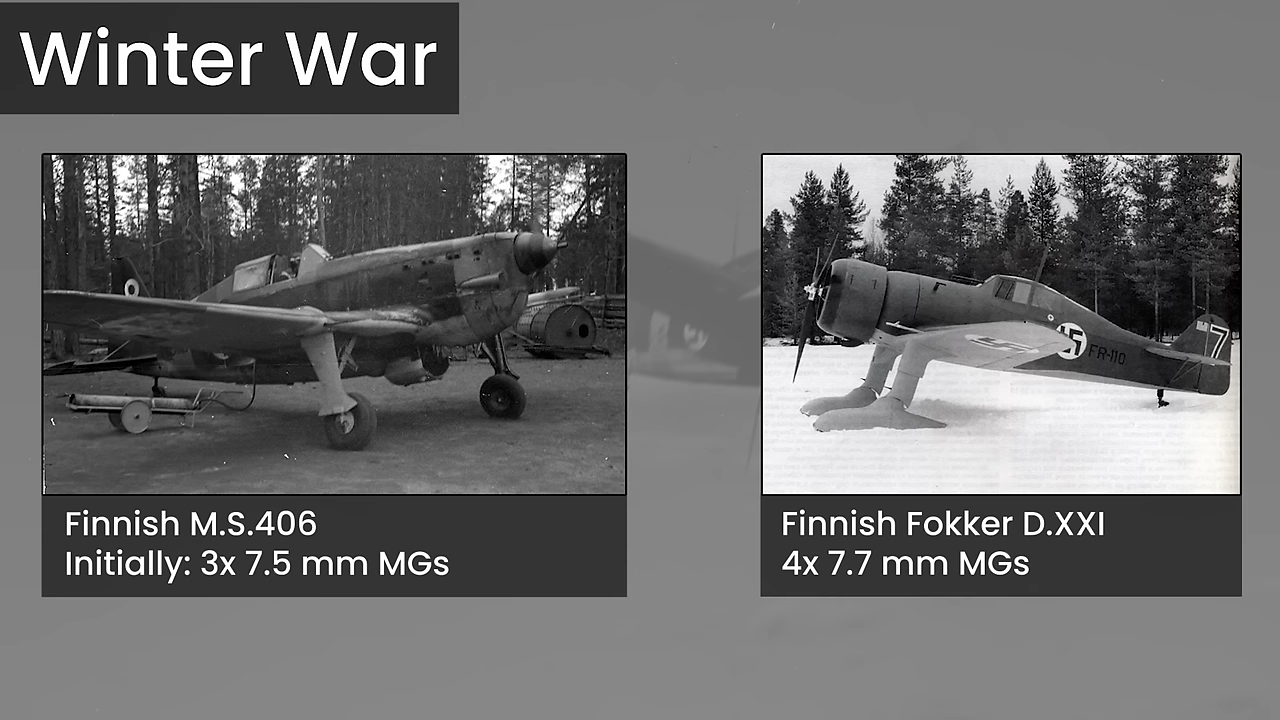 Winter War
FR-110
7
Finnish M.S.406
Initially: 3x 7.5 mm MGs
Finnish Fokker D.XXI
4x 7.7 mm MGs